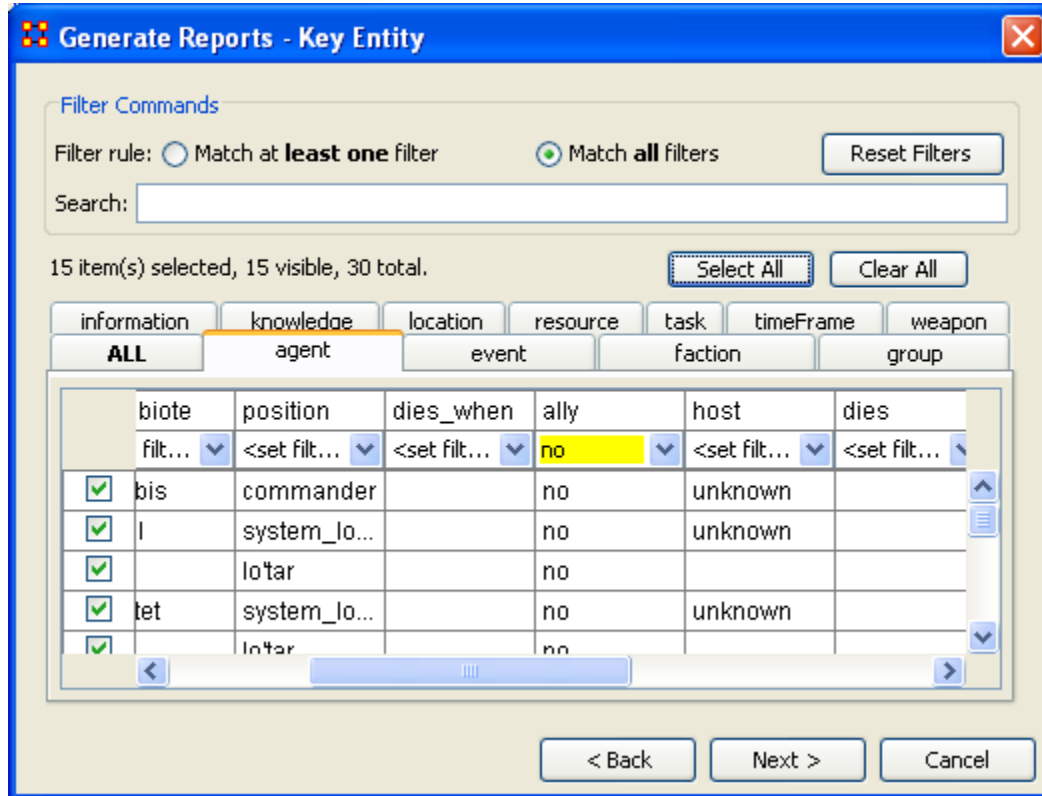 Generate Reports - Key Entity
Filter Commands
Filter rule: Match at least one filter Match all filters Reset Filters
Search:
15 item(s) selected, 15 visible, 30 total. Select All Clear All
information knowledge location resource task timeFrame weapon
ALL agent event faction group
biote position dies_when ally host dies
filt... <set filt... <set filt... no <set filt... <set filt...
bis commander no unknown
l system_lo... no unknown
lo'tar no
tet system_lo... no unknown
lo'tar no
< Back Next > Cancel